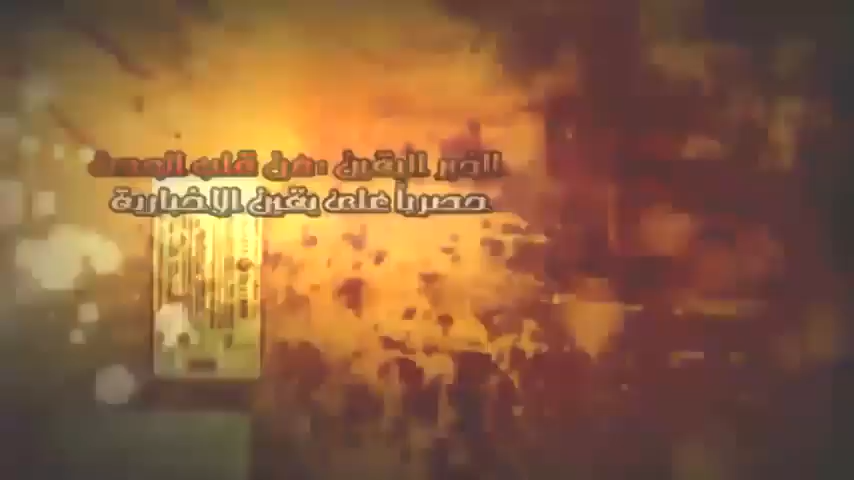 الخبر اليقين من قلب الحدث
حصرياً على يقين الإخبارية